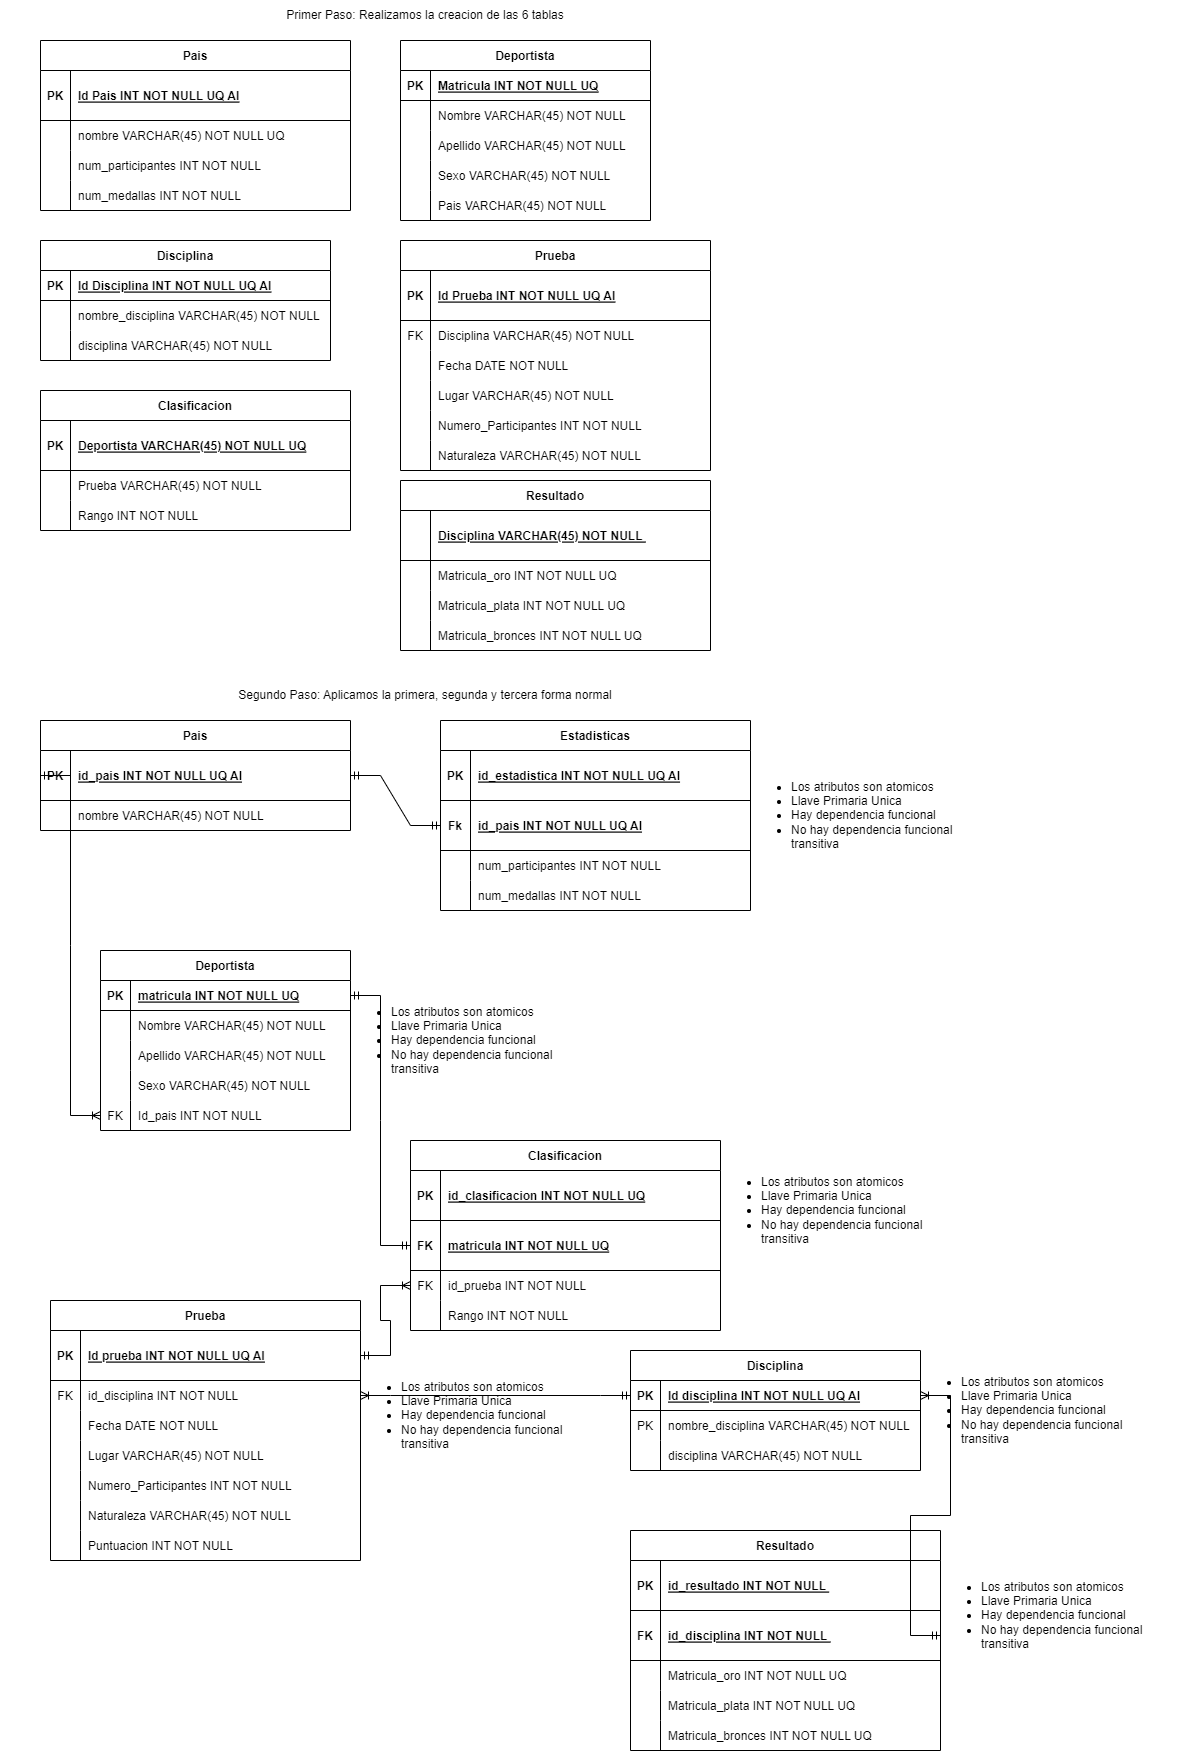 Primer Paso: Realizamos la creacion de las 6 tablas
Pais
PK Id Pais INT NOT NULL UQ AI
nombre VARCHAR(45) NOT NULL UQ
num_participantes INT NOT NULL
num_medallas INT NOT NULL
Deportista
PK Matricula INT NOT NULL UQ
Nombre VARCHAR(45) NOT NULL
Apellido VARCHAR(45) NOT NULL
Sexo VARCHAR(45) NOT NULL
Pais VARCHAR(45) NOT NULL
Disciplina
PK Id Disciplina INT NOT NULL UQ AI
nombre_disciplina VARCHAR(45) NOT NULL
disciplina VARCHAR(45) NOT NULL
Prueba
PK Id Prueba INT NOT NULL UQ AI
FK Disciplina VARCHAR(45) NOT NULL
Fecha DATE NOT NULL
Lugar VARCHAR(45) NOT NULL
Numero_Participantes INT NOT NULL
Naturaleza VARCHAR(45) NOT NULL
Clasificacion
PK Deportista VARCHAR(45) NOT NULL UQ
Prueba VARCHAR(45) NOT NULL
Rango INT NOT NULL
Resultado
Disciplina VARCHAR(45) NOT NULL
Matricula_oro INT NOT NULL UQ
Matricula_plata INT NOT NULL UQ
Matricula_bronces INT NOT NULL UQ
Segundo Paso: Aplicamos la primera, segunda y tercera forma normal
Pais
PK id_pais INT NOT NULL UQ AI
nombre VARCHAR(45) NOT NULL
Estadisticas
PK id_estadistica INT NOT NULL UQ AI
Fk id_pais INT NOT NULL UQ AI
num_participantes INT NOT NULL
num_medallas INT NOT NULL
Los atributos son atomicos
Llave Primaria Unica
Hay dependencia funcional
No hay dependencia funcional
transitiva
Deportista
PK matricula INT NOT NULL UQ
Nombre VARCHAR(45) NOT NULL
Apellido VARCHAR(45) NOT NULL
Sexo VARCHAR(45) NOT NULL
FK Id_pais INT NOT NULL
Los atributos son atomicos
Llave Primaria Unica
Hay dependencia funcional
No hay dependencia funcional
transitiva
Clasificacion
PK id_clasificacion INT NOT NULL UQ
FK matricula INT NOT NULL UQ
FK id_prueba INT NOT NULL
Rango INT NOT NULL
Los atributos son atomicos
Llave Primaria Unica
Hay dependencia funcional
No hay dependencia funcional
transitiva
Prueba
PK Id prueba INT NOT NULL UQ AI
FK id_disciplina INT NOT NULL
Fecha DATE NOT NULL
Lugar VARCHAR(45) NOT NULL
Numero_Participantes INT NOT NULL
Naturaleza VARCHAR(45) NOT NULL
Puntuacion INT NOT NULL
Los atributos son atomicos
Llave Primaria Unica
Hay dependencia funcional
No hay dependencia funcional
transitiva
Disciplina
PK Id disciplina INT NOT NULL UQ AI
PK nombre_disciplina VARCHAR(45) NOT NULL
disciplina VARCHAR(45) NOT NULL
Los atributos son atomicos
Llave Primaria Unica
Hay dependencia funcional
No hay dependencia funcional
transitiva
Resultado
PK id_resultado INT NOT NULL
FK id_disciplina INT NOT NULL
Matricula_oro INT NOT NULL UQ
Matricula_plata INT NOT NULL UQ
Matricula_bronces INT NOT NULL UQ
Los atributos son atomicos
Llave Primaria Unica
Hay dependencia funcional
No hay dependencia funcional
transitiva